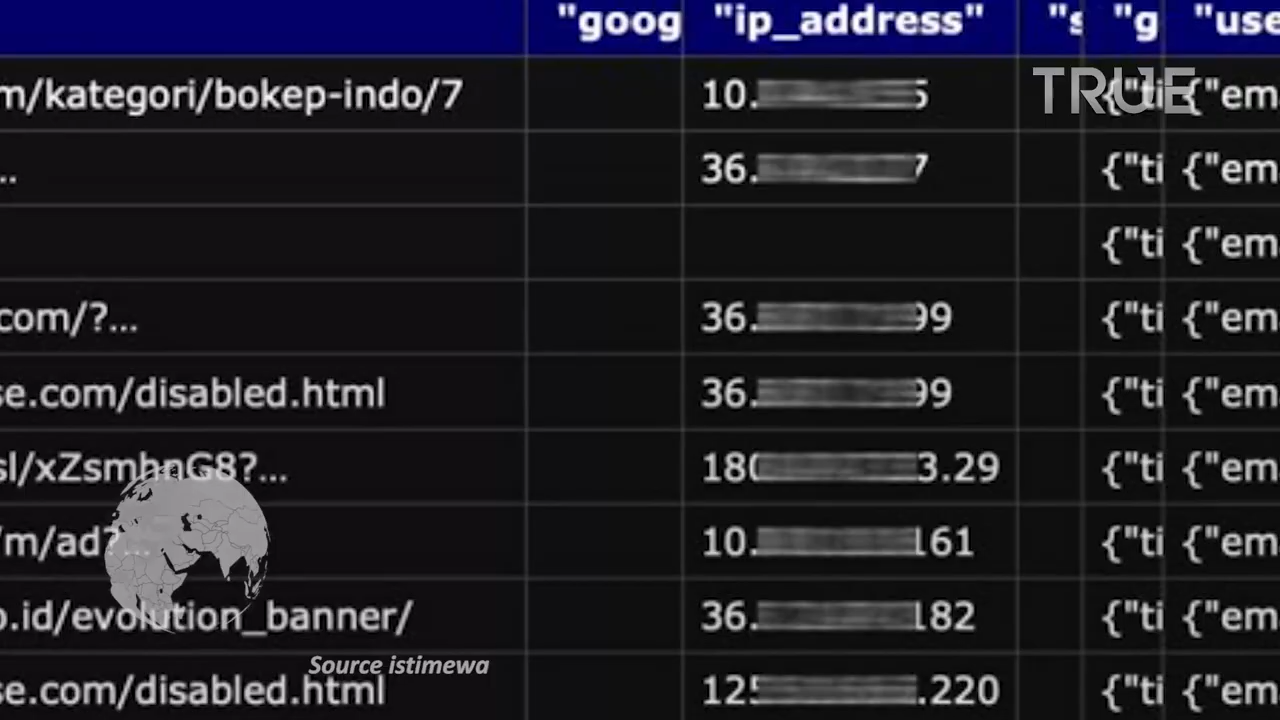 "goog "ip_address" "s "g "use
m/kategori/bokep-indo/7 10. 5 {"ti {"em
TRUE
.. 36. 7 {"ti {"em
{"ti {"em
com/?... 36. 99 {"ti {"em
se.com/disabled.html 36. 99 {"ti {"em
sl/xZsmhnG8?... 180 3.29 {"ti {"em
/m/ad?... 10. 161 {"ti {"em
o.id/evolution_banner/ 36. 182 {"ti {"em
Source istimewa
se.com/disabled.html 125 .220 {"ti {"em